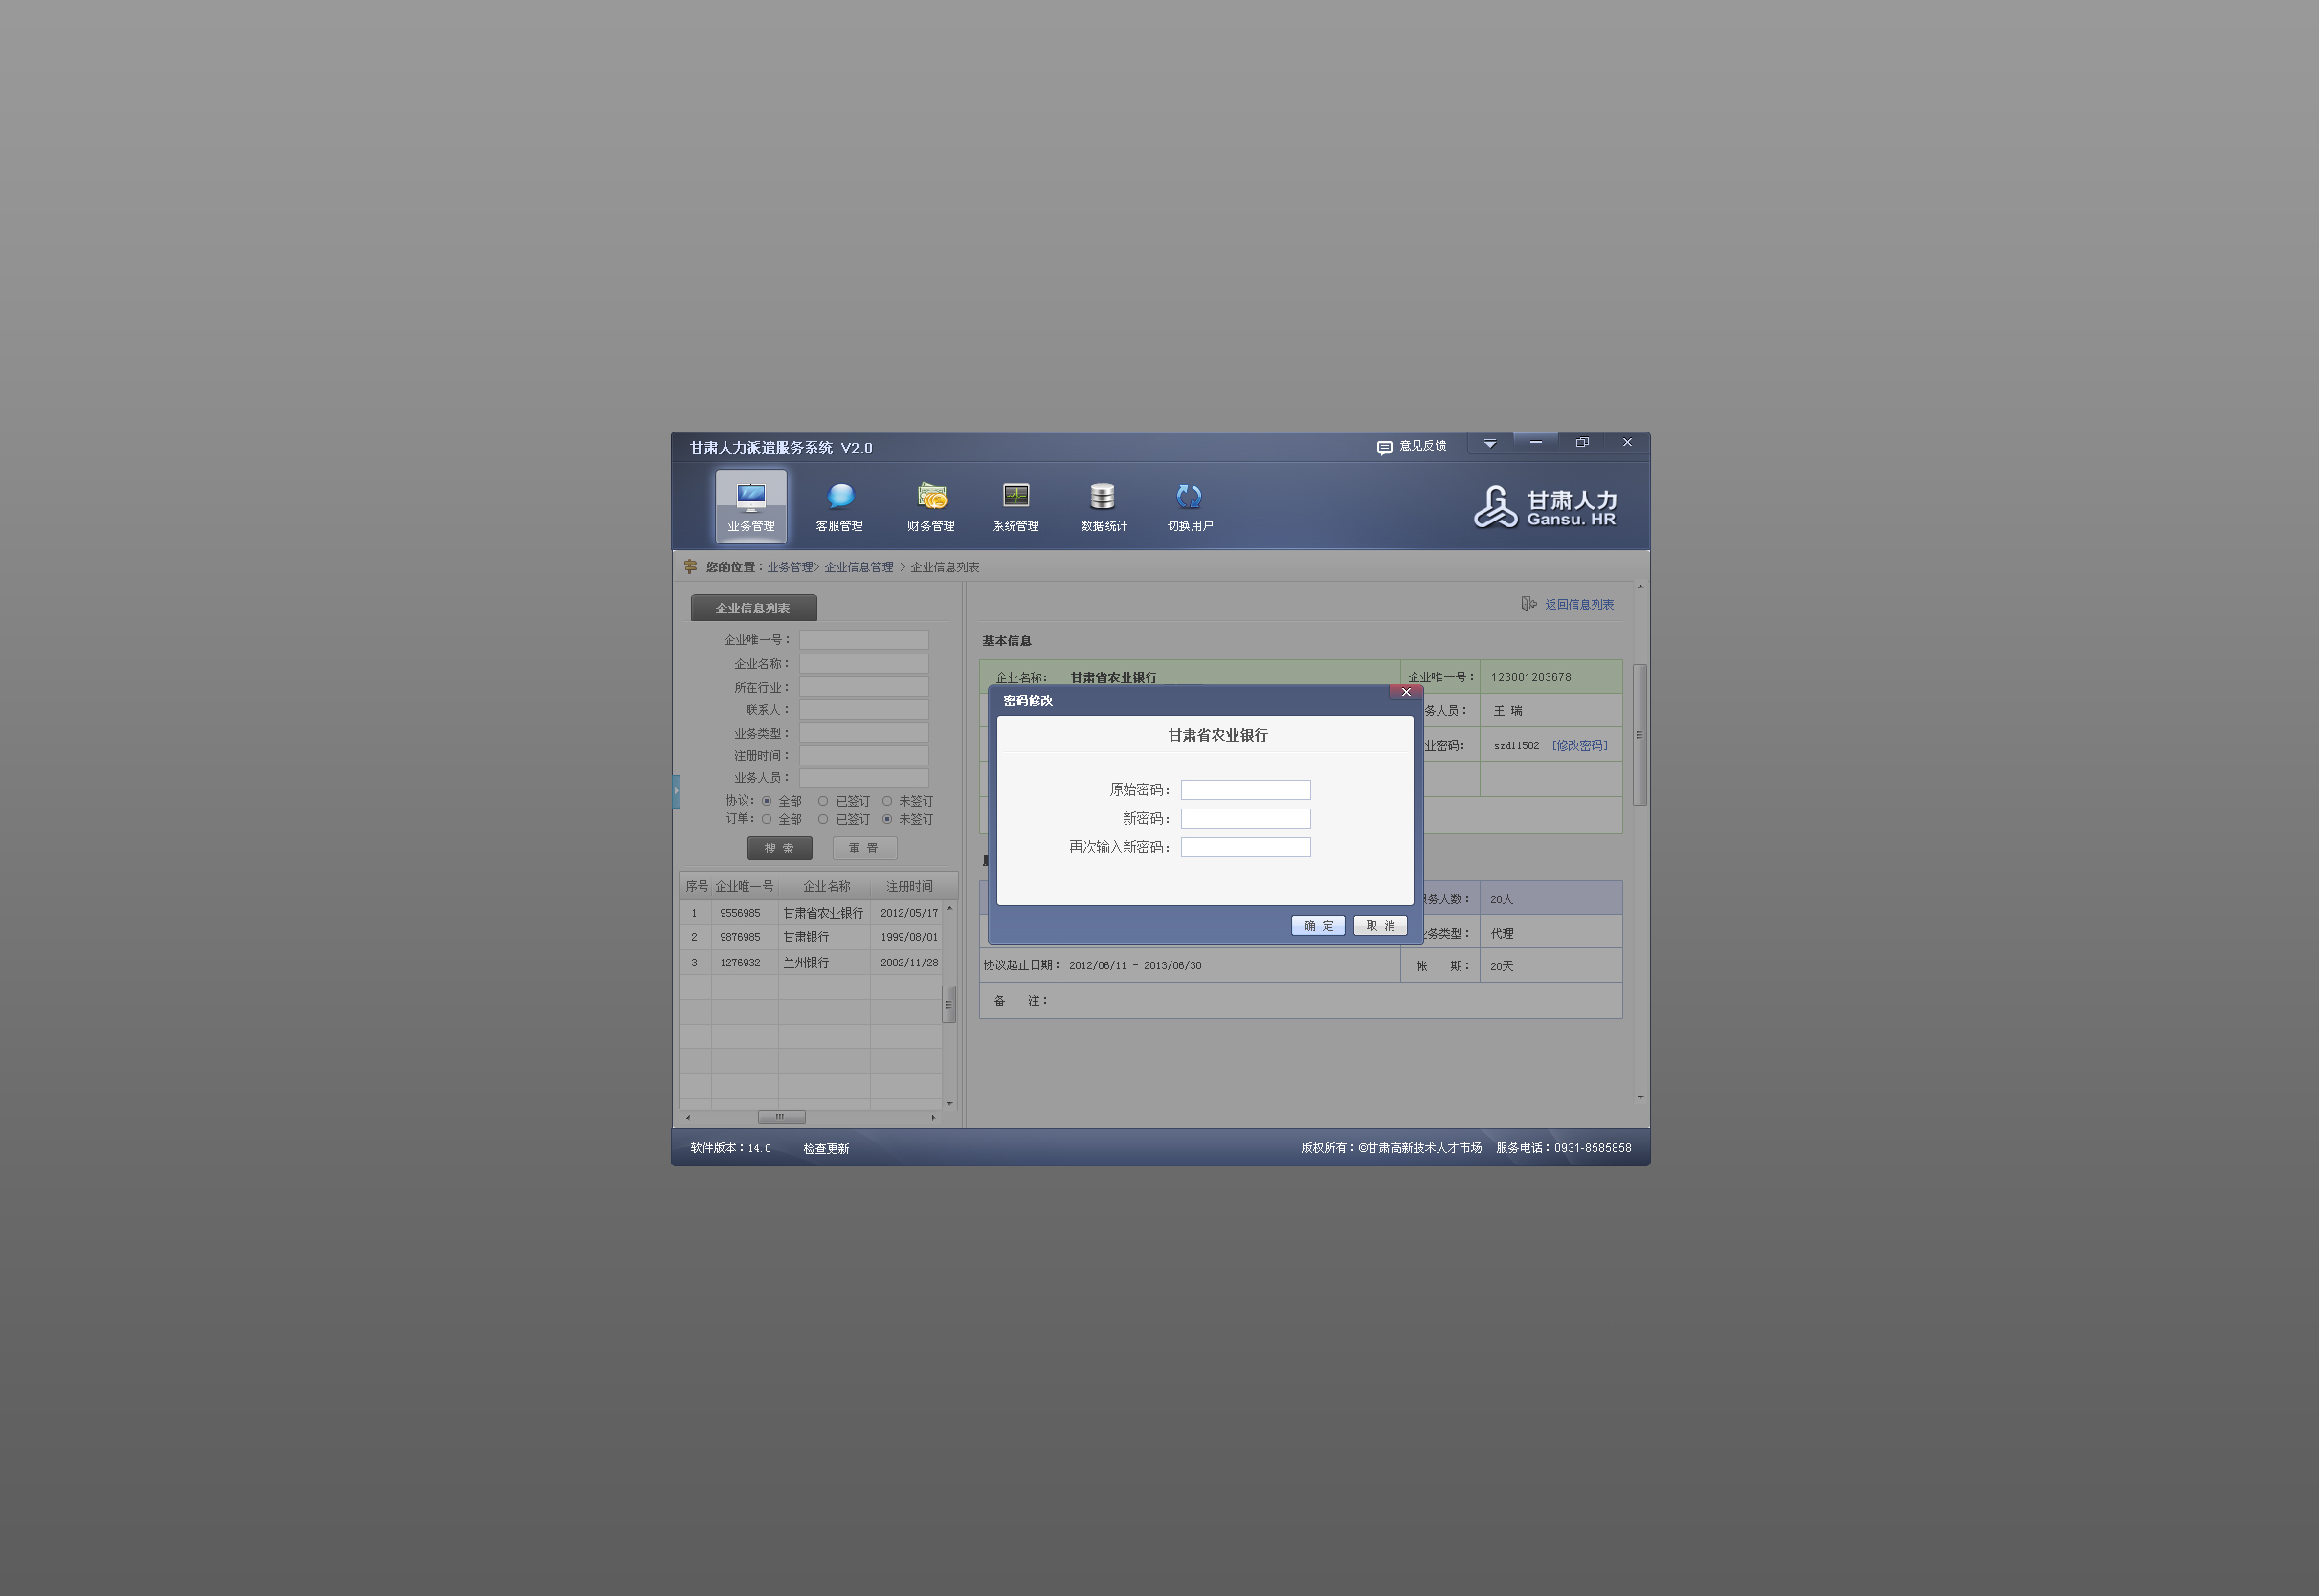 甘肃人力派遣服务系统 V2.0
意见反馈
业务管理 客服管理 财务管理 系统管理 数据统计 切换用户
甘肃人力
Gansu. HR
您的位置：业务管理> 企业信息管理 > 企业信息列表
企业信息列表
企业唯一号：
企业名称：
所在行业：
联系人：
业务类型：
注册时间：
业务人员：
协议： 全部 已签订 未签订
订单： 全部 已签订 未签订
搜 索 重 置
序号 企业唯一号 企业名称 注册时间
1 9556985 甘肃省农业银行 2012/05/17
2 9876985 甘肃银行 1999/08/01
3 1276932 兰州银行 2002/11/28
返回信息列表
基本信息
企业名称： 甘肃省农业银行 企业唯一号： 123001203678
务人员： 王 瑞
业密码： szd11502 [修改密码]
密码修改
甘肃省农业银行
原始密码：
新密码：
再次输入新密码：
确 定 取 消
务人数： 20人
务类型： 代理
协议起止日期： 2012/06/11 - 2013/06/30 帐 期： 20天
备 注：
软件版本：14.0 检查更新
版权所有：©甘肃高新技术人才市场 服务电话：0931-8585858